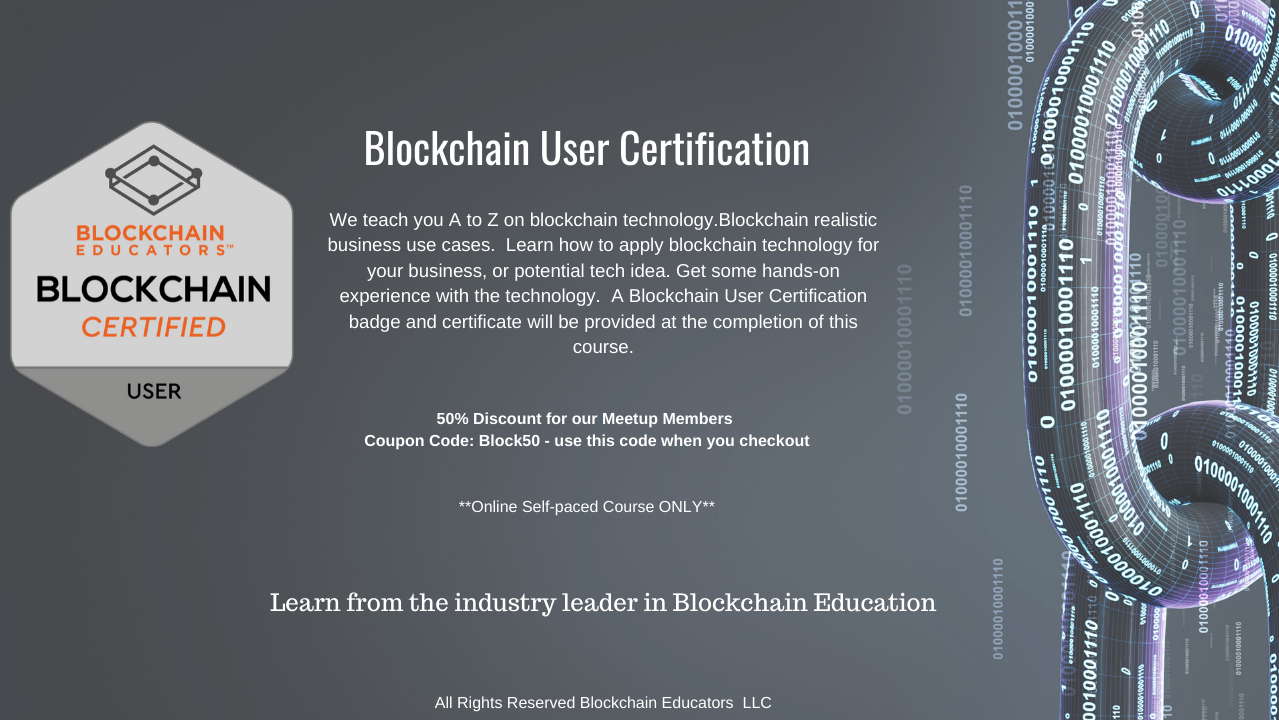 BLOCKCHAIN
EDUCATORS™
BLOCKCHAIN
CERTIFIED
USER
Blockchain User Certification
We teach you A to Z on blockchain technology.Blockchain realistic
business use cases.  Learn how to apply blockchain technology for
your business, or potential tech idea. Get some hands-on
experience with the technology.  A Blockchain User Certification
badge and certificate will be provided at the completion of this
course.
50% Discount for our Meetup Members
Coupon Code: Block50 - use this code when you checkout
**Online Self-paced Course ONLY**
Learn from the industry leader in Blockchain Education
All Rights Reserved Blockchain Educators  LLC
01000010001110
01000010001110
01000010001110
01000010001110